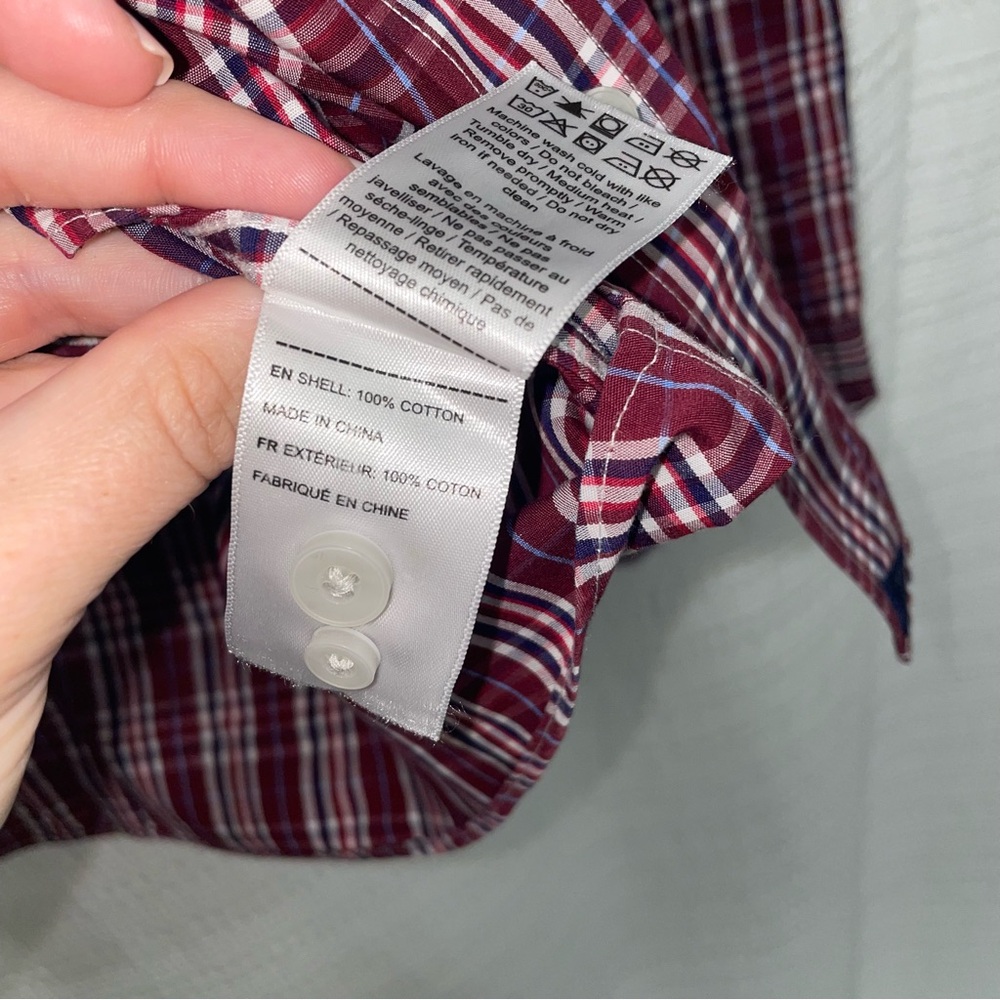 30
Machine wash cold with like
colors / Do not bleach /
Tumble dry / Medium heat /
Remove promptly / Warm
iron if needed / Do not dry
clean
Lavage en machine à froid
avec des couleurs
semblables / Ne pas
javelliser / Ne pas passer au
sèche-linge / Température
moyenne / Retirer rapidement
/ Repassage moyen / Pas de
nettoyage chimique
EN SHELL: 100% COTTON
MADE IN CHINA
FR EXTÉRIEUR: 100% COTON
FABRIQUÉ EN CHINE